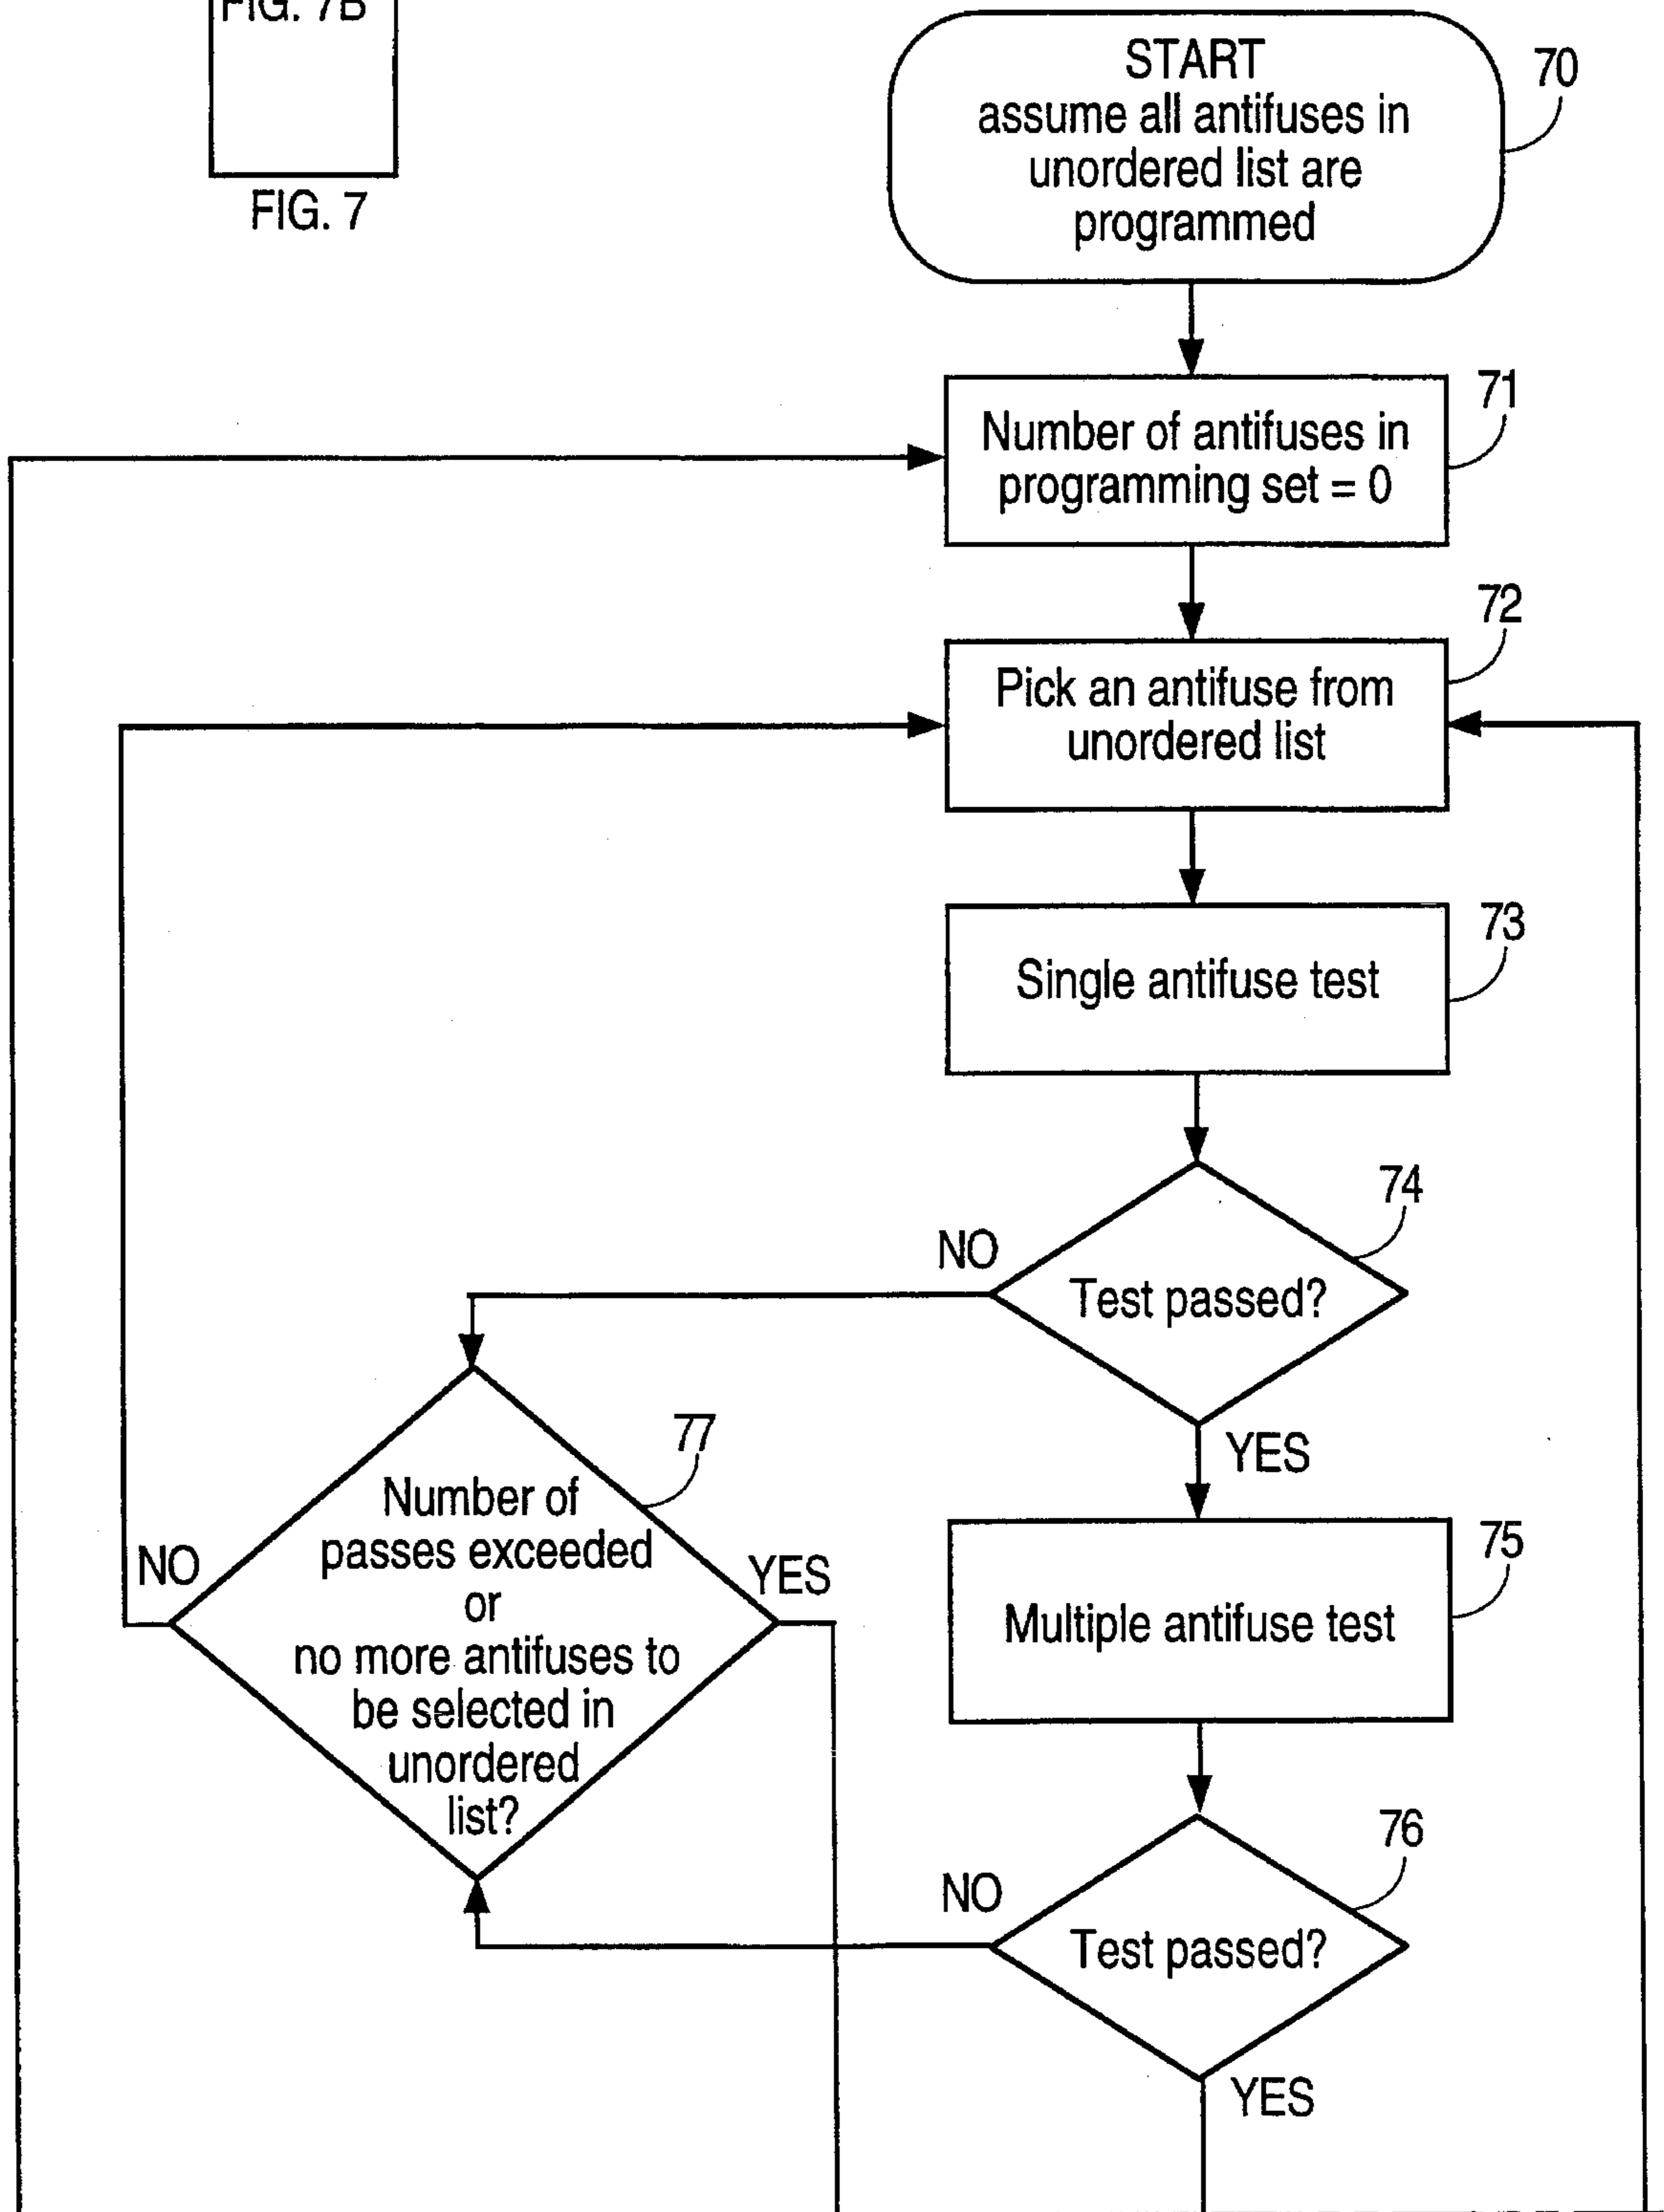 FIG. 7B
FIG. 7
START
assume all antifuses in
unordered list are
programmed
70
Number of antifuses in
programming set = 0
71
Pick an antifuse from
unordered list
72
Single antifuse test
73
Test passed?
74
NO
YES
Number of
passes exceeded
or
no more antifuses to
be selected in
unordered
list?
77
NO
YES
Multiple antifuse test
75
Test passed?
76
NO
YES